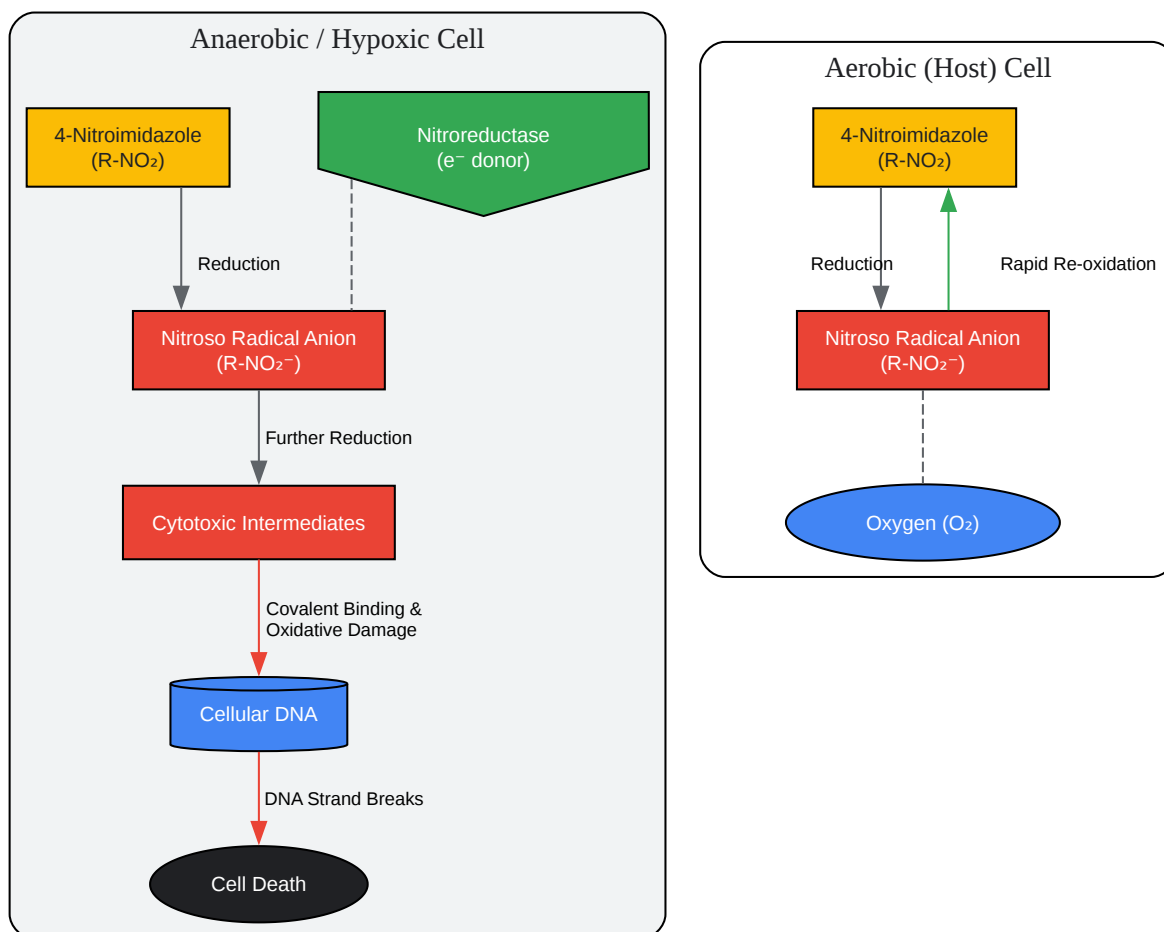 Anaerobic / Hypoxic Cell
4-Nitroimidazole
(R-NO₂)
Nitroreductase
(e⁻ donor)
Reduction
Nitroso Radical Anion
(R-NO₂⁻)
Further Reduction
Cytotoxic Intermediates
Covalent Binding &
Oxidative Damage
Cellular DNA
DNA Strand Breaks
Cell Death
Aerobic (Host) Cell
4-Nitroimidazole
(R-NO₂)
Reduction
Rapid Re-oxidation
Nitroso Radical Anion
(R-NO₂⁻)
Oxygen (O₂)